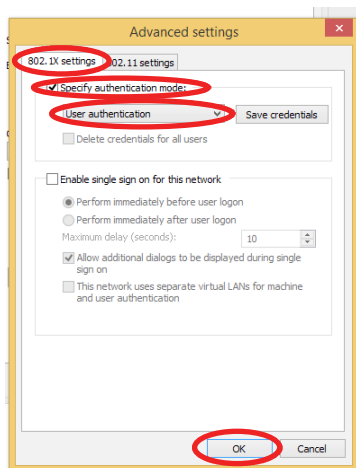 Advanced settings
802.1X settings
802.11 settings
Specify authentication mode:
User authentication
Save credentials
Delete credentials for all users
Enable single sign on for this network
Perform immediately before user logon
Perform immediately after user logon
Maximum delay (seconds):
10
Allow additional dialogs to be displayed during single
sign on
This network uses separate virtual LANs for machine
and user authentication
OK
Cancel